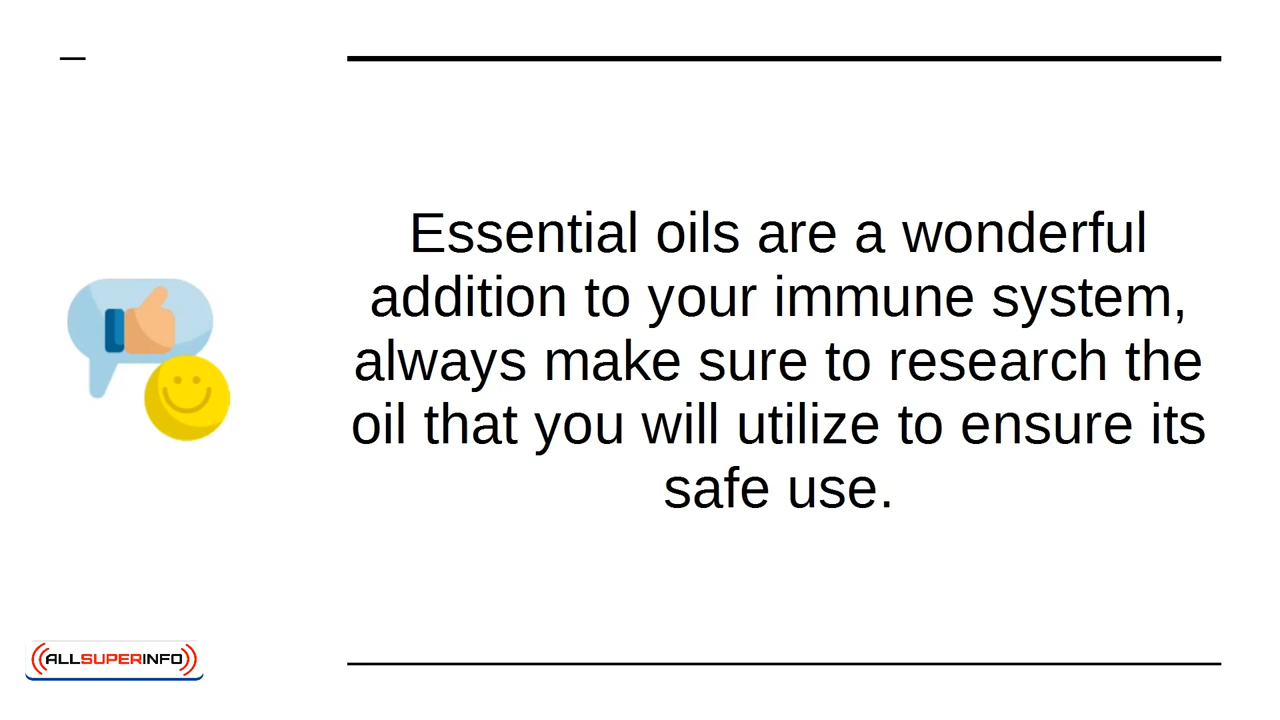 Essential oils are a wonderful
addition to your immune system,
always make sure to research the
oil that you will utilize to ensure its
safe use.
ALLSUPERINFO